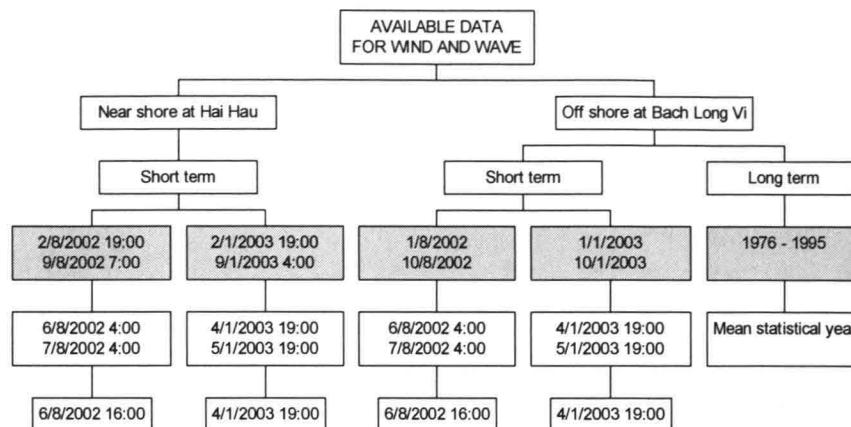 AVAILABLE DATA
FOR WIND AND WAVE
Near shore at Hai Hau
Off shore at Bach Long Vi
Short term
Short term
Long term
2/8/2002 19:00
9/8/2002 7:00
2/1/2003 19:00
9/1/2003 4:00
1/8/2002
10/8/2002
1/1/2003
10/1/2003
1976 - 1995
6/8/2002 4:00
7/8/2002 4:00
4/1/2003 19:00
5/1/2003 19:00
6/8/2002 4:00
7/8/2002 4:00
4/1/2003 19:00
5/1/2003 19:00
Mean statistical year
6/8/2002 16:00
4/1/2003 19:00
6/8/2002 16:00
4/1/2003 19:00